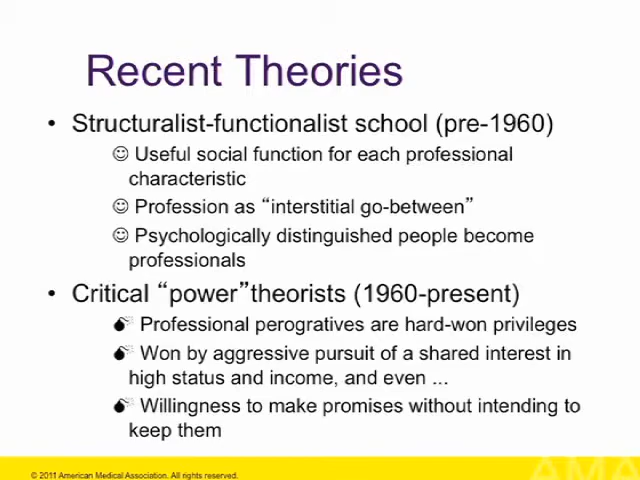 Recent Theories
• Structuralist-functionalist school (pre-1960)
☺ Useful social function for each professional
characteristic
☺ Profession as “interstitial go-between”
☺ Psychologically distinguished people become
professionals
• Critical “power”theorists (1960-present)
💣 Professional perogratives are hard-won privileges
💣 Won by aggressive pursuit of a shared interest in
high status and income, and even ...
💣 Willingness to make promises without intending to
keep them
© 2011 American Medical Association. All rights reserved.
AMA